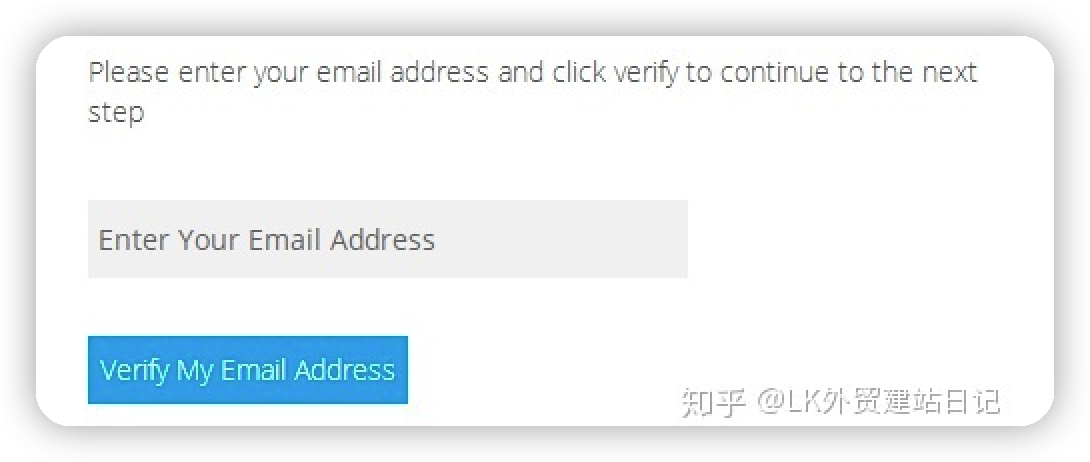 Please enter your email address and click verify to continue to the next
step
Enter Your Email Address
Verify My Email Address
知乎 @LK外贸建站日记